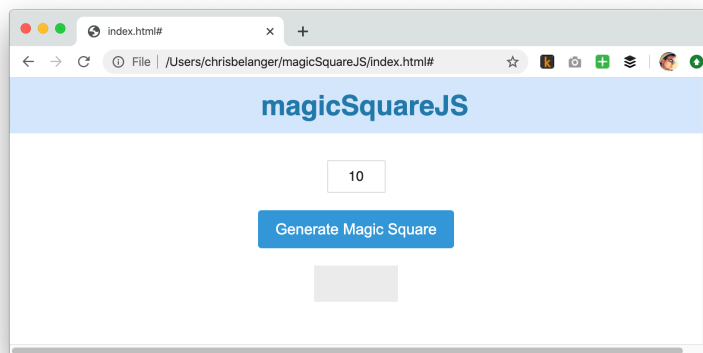 index.html#
File | /Users/chrisbelanger/magicSquareJS/index.html#
magicSquareJS
10
Generate Magic Square